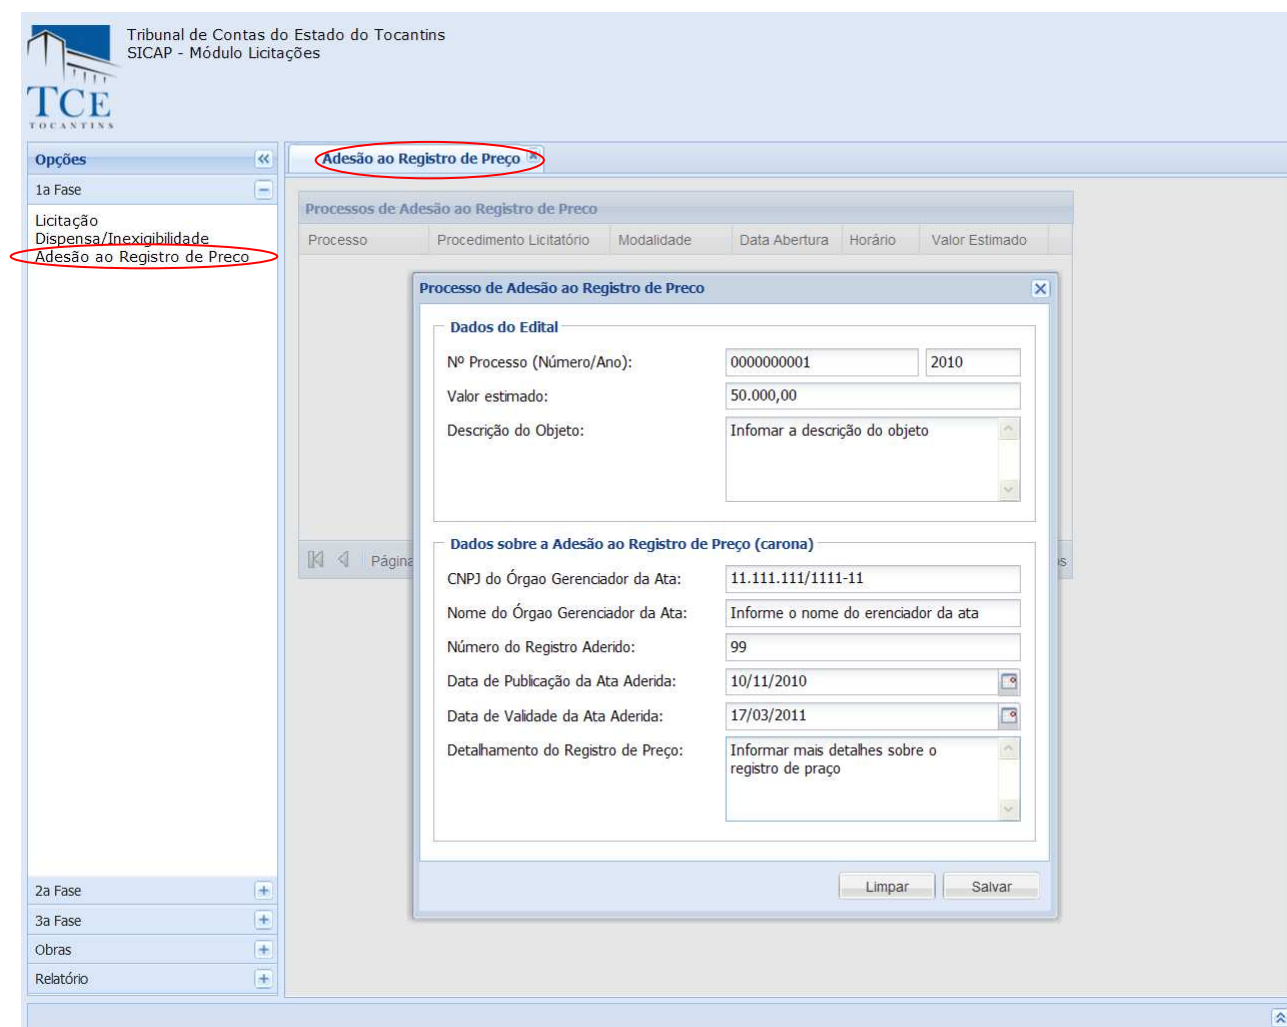 Tribunal de Contas do Estado do Tocantins
SICAP - Módulo Licitações
TCE
TOCANTINS
Opções
1a Fase
Licitação
Dispensa/Inexigibilidade
Adesão ao Registro de Preco
2a Fase
3a Fase
Obras
Relatório
Adesão ao Registro de Preço
Processos de Adesão ao Registro de Preco
Processo Procedimento Licitatório Modalidade Data Abertura Horário Valor Estimado
Página
Processo de Adesão ao Registro de Preco
Dados do Edital
Nº Processo (Número/Ano): 0000000001 2010
Valor estimado: 50.000,00
Descrição do Objeto: Infomar a descrição do objeto
Dados sobre a Adesão ao Registro de Preço (carona)
CNPJ do Órgao Gerenciador da Ata: 11.111.111/1111-11
Nome do Órgao Gerenciador da Ata: Informe o nome do erenciador da ata
Número do Registro Aderido: 99
Data de Publicação da Ata Aderida: 10/11/2010
Data de Validade da Ata Aderida: 17/03/2011
Detalhamento do Registro de Preço: Informar mais detalhes sobre o
registro de praço
Limpar Salvar